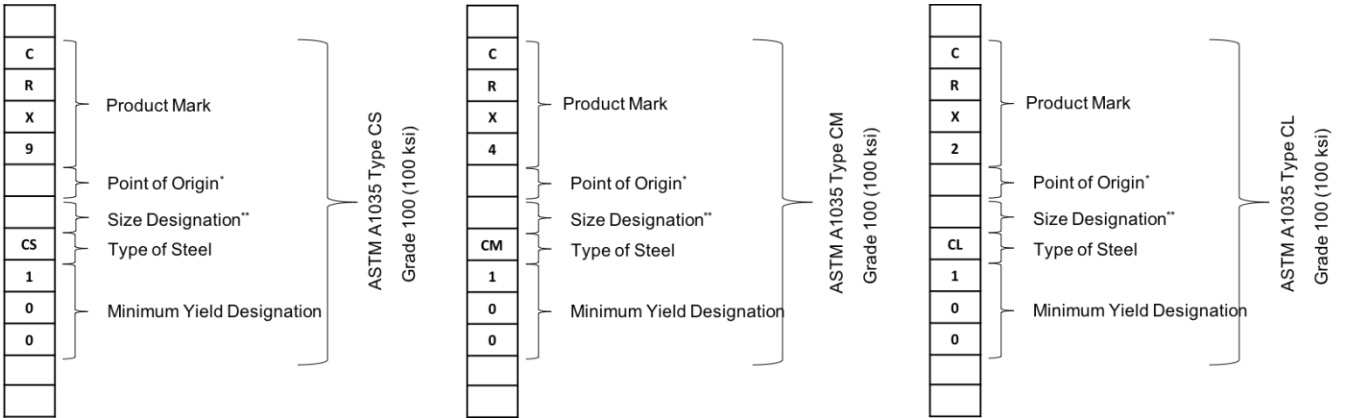 C
R
X
9
CS
1
0
0
Product Mark
Point of Origin*
Size Designation**
Type of Steel
Minimum Yield Designation
ASTM A1035 Type CS
Grade 100 (100 ksi)
C
R
X
4
CM
1
0
0
Product Mark
Point of Origin*
Size Designation**
Type of Steel
Minimum Yield Designation
ASTM A1035 Type CM
Grade 100 (100 ksi)
C
R
X
2
CL
1
0
0
Product Mark
Point of Origin*
Size Designation**
Type of Steel
Minimum Yield Designation
ASTM A1035 Type CL
Grade 100 (100 ksi)